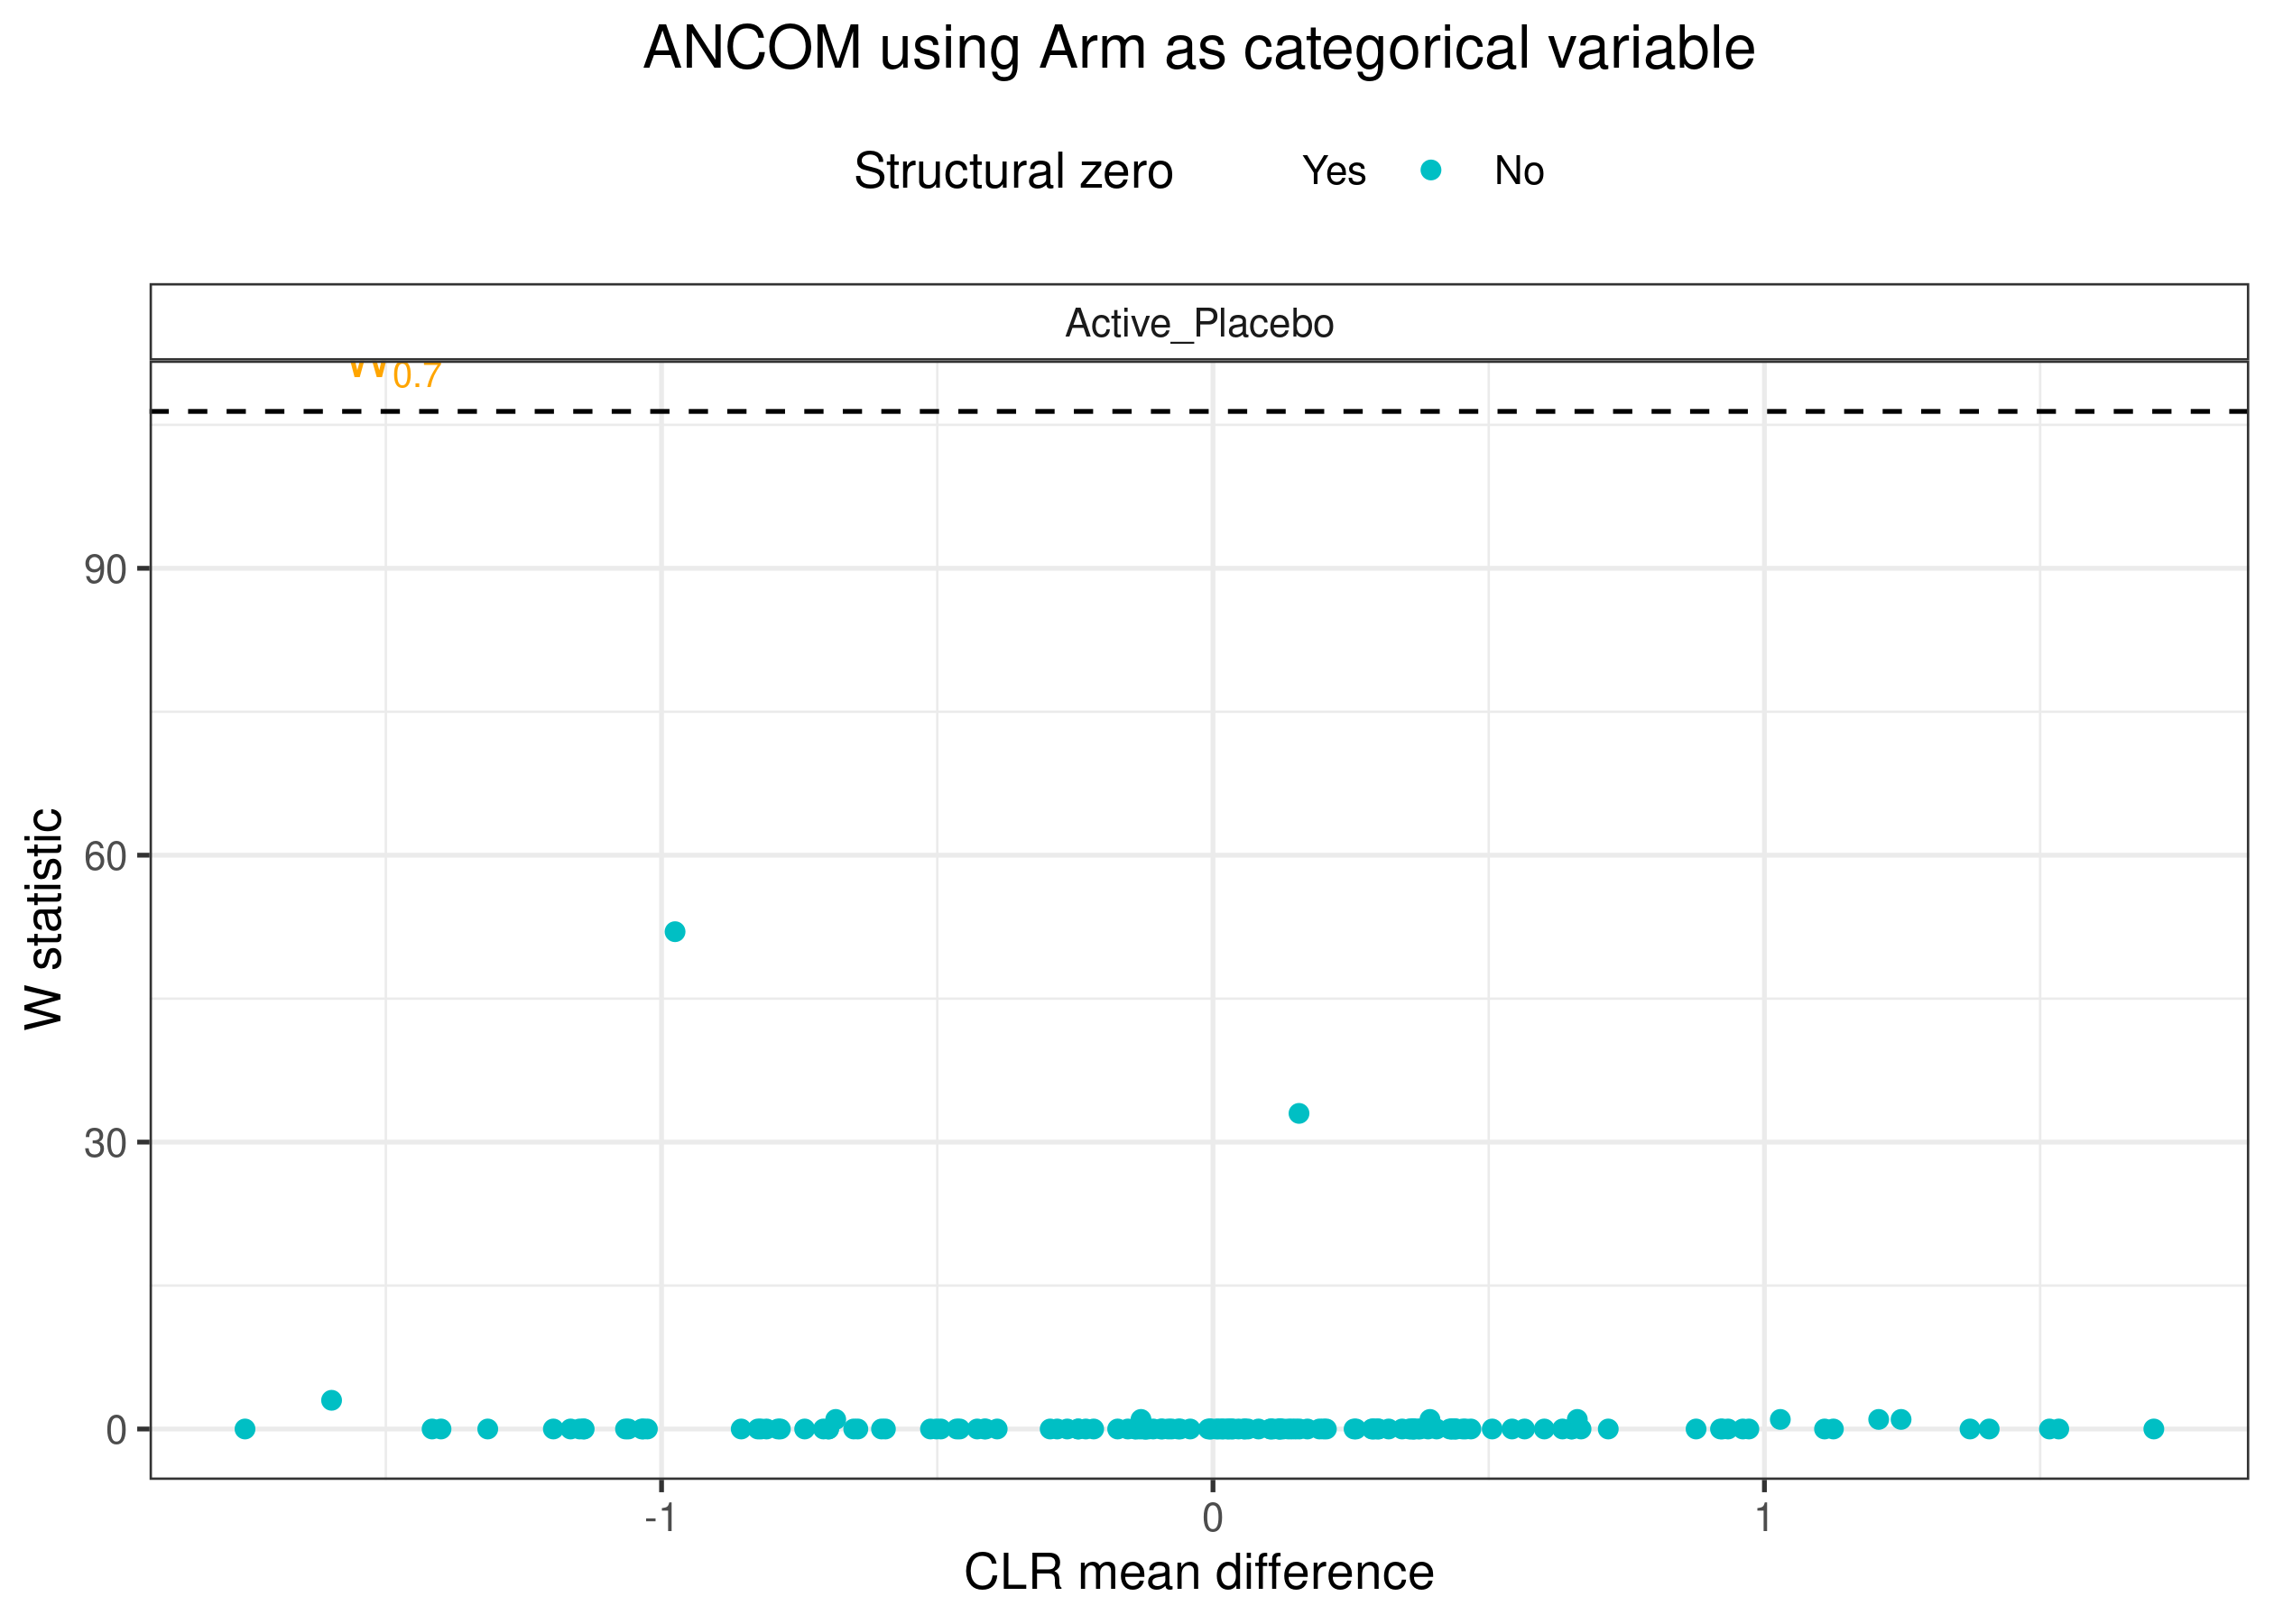 ANCOM using Arm as categorical variable
Structural zero Yes No
Active_Placebo
W0.7
90
60
30
0
W statistic
-1 0 1
CLR mean difference